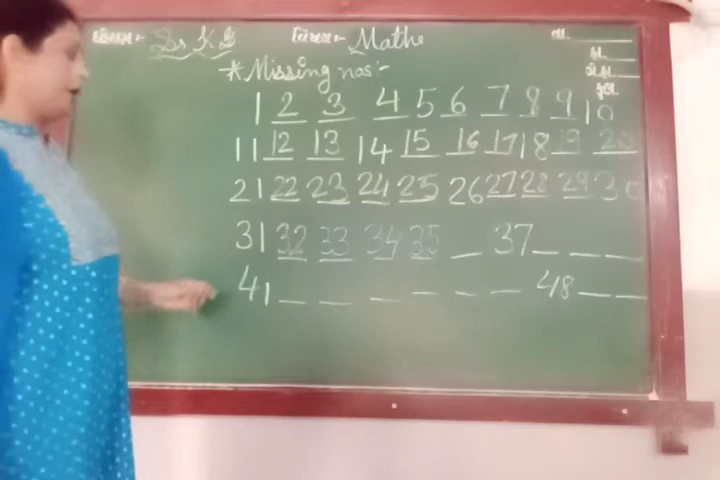 Sr K G વિષય:- Maths
* Missing nos:-
1 2 3 4 5 6 7 8 9 10
11 12 13 14 15 16 17 18 19 20
21 22 23 24 25 26 27 28 29 30
31 32 33 34 35 _ 37 _ _ _
41 _ _ _ _ _ _ 48 _ _